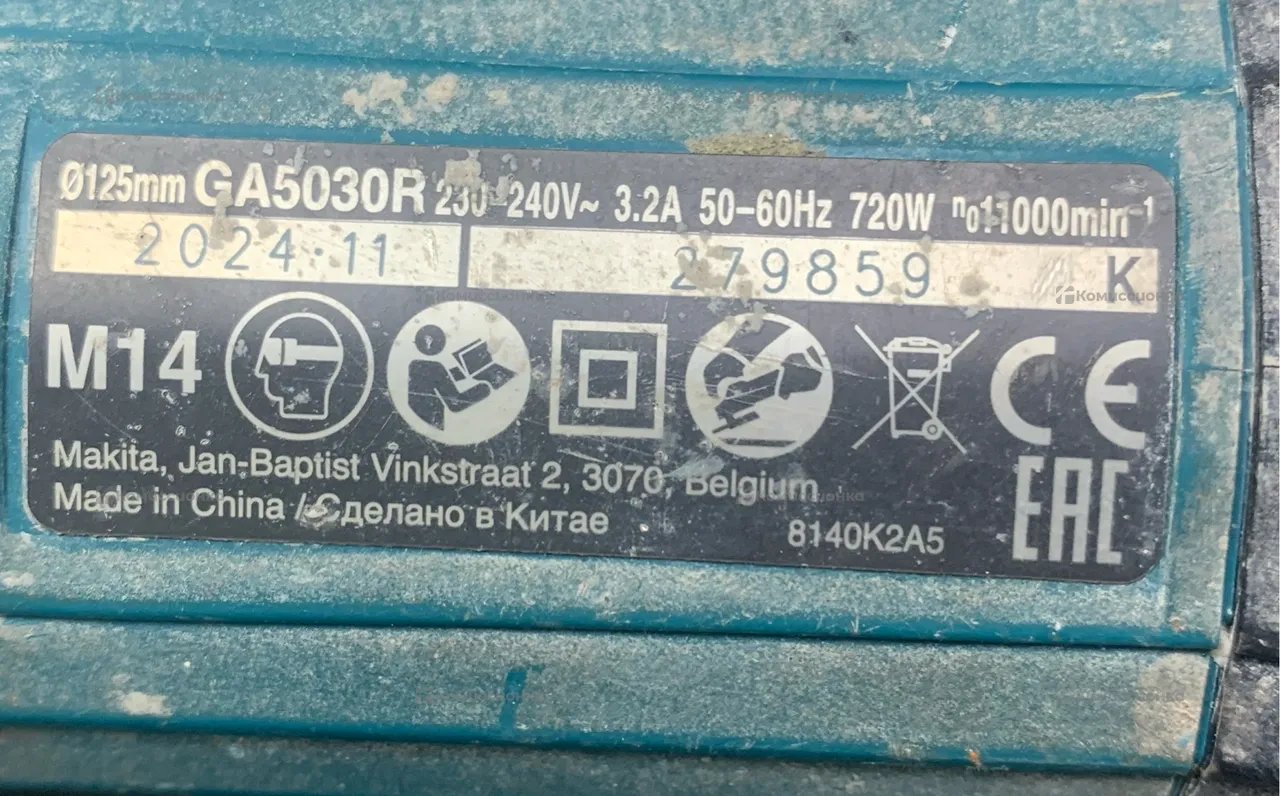 Ø125mm GA5030R 230-240V~ 3.2A 50-60Hz 720W n₀11000min⁻¹
2024·11 279859 K
Комиссионка
M14 CE
Makita, Jan-Baptist Vinkstraat 2, 3070, Belgium
Made in China / Сделано в Китае 8140K2A5 EAC